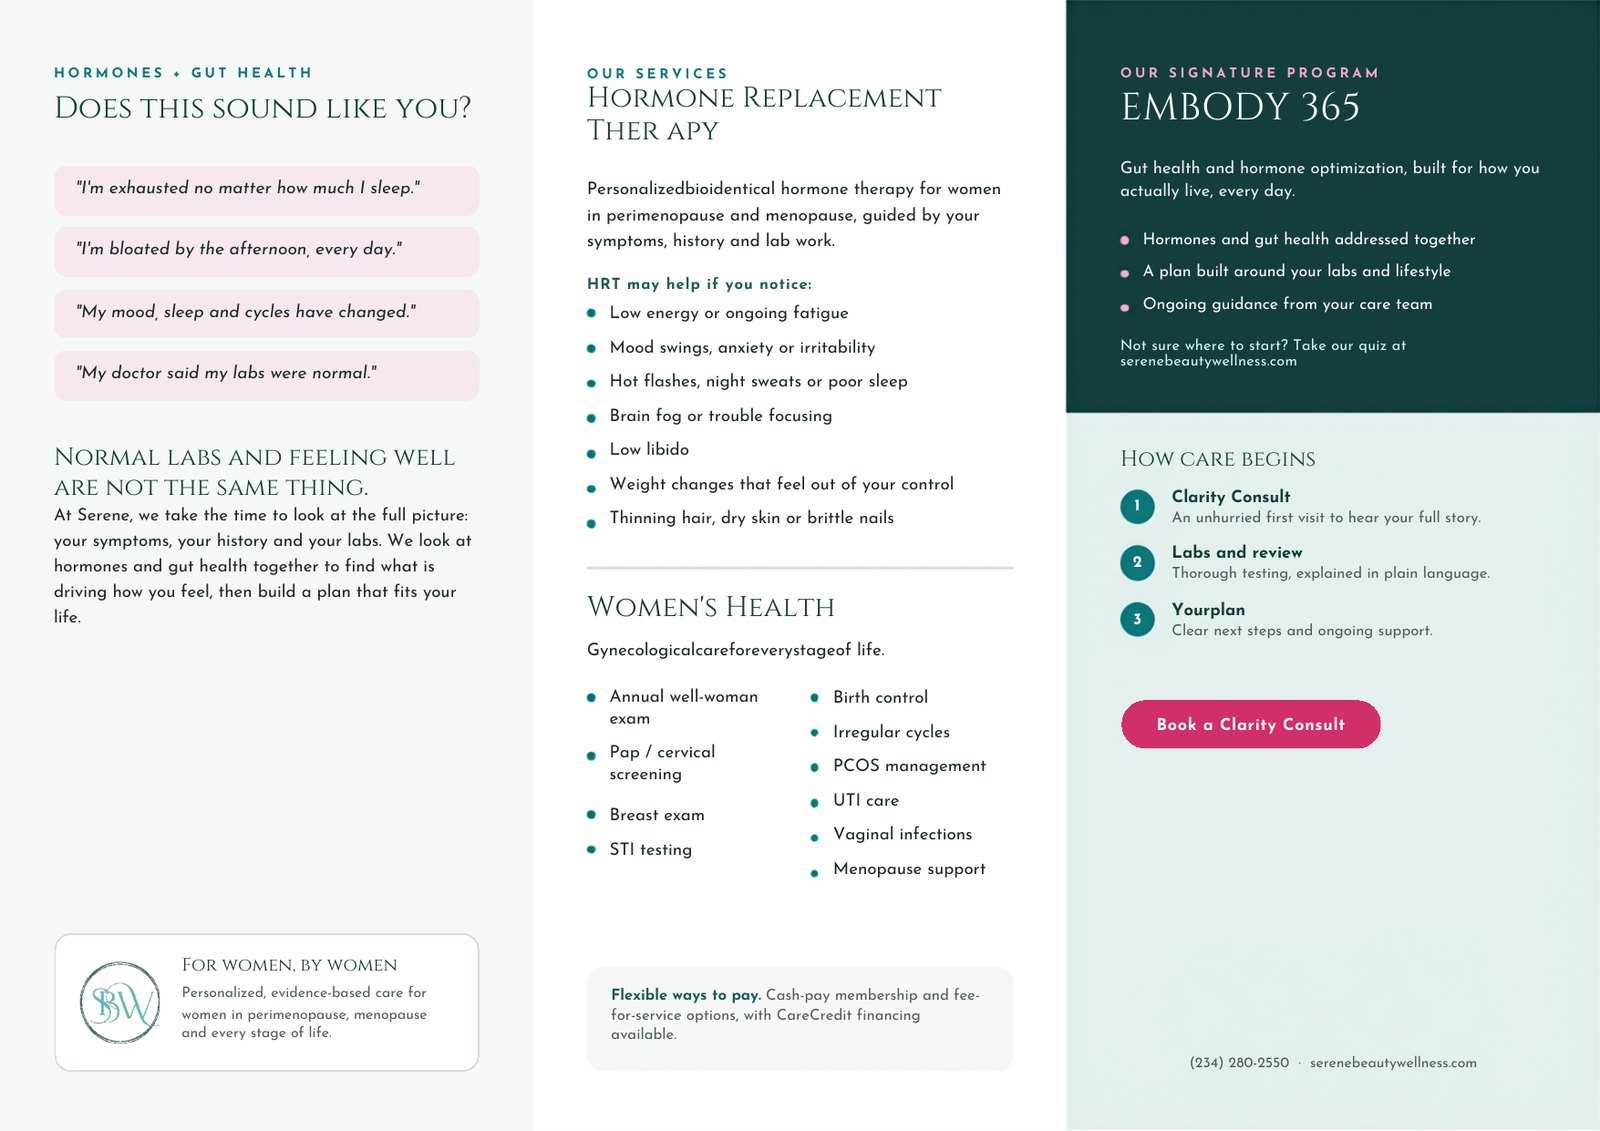 HORMONES + GUT HEALTH
DOES THIS SOUND LIKE YOU?
"I'm exhausted no matter how much I sleep."
"I'm bloated by the afternoon, every day."
"My mood, sleep and cycles have changed."
"My doctor said my labs were normal."
NORMAL LABS AND FEELING WELL
ARE NOT THE SAME THING.
At Serene, we take the time to look at the full picture:
your symptoms, your history and your labs. We look at
hormones and gut health together to find what is
driving how you feel, then build a plan that fits your
life.
SBW
FOR WOMEN, BY WOMEN
Personalized, evidence-based care for
women in perimenopause, menopause
and every stage of life.
OUR SERVICES
HORMONE REPLACEMENT
THER APY
Personalizedbioidentical hormone therapy for women
in perimenopause and menopause, guided by your
symptoms, history and lab work.
HRT may help if you notice:
Low energy or ongoing fatigue
Mood swings, anxiety or irritability
Hot flashes, night sweats or poor sleep
Brain fog or trouble focusing
Low libido
Weight changes that feel out of your control
Thinning hair, dry skin or brittle nails
WOMEN'S HEALTH
Gynecologicalcareforeverystageof life.
Annual well-woman
exam
Pap / cervical
screening
Breast exam
STI testing
Birth control
Irregular cycles
PCOS management
UTI care
Vaginal infections
Menopause support
Flexible ways to pay. Cash-pay membership and fee-
for-service options, with CareCredit financing
available.
OUR SIGNATURE PROGRAM
EMBODY 365
Gut health and hormone optimization, built for how you
actually live, every day.
Hormones and gut health addressed together
A plan built around your labs and lifestyle
Ongoing guidance from your care team
Not sure where to start? Take our quiz at
serenebeautywellness.com
HOW CARE BEGINS
1 Clarity Consult
An unhurried first visit to hear your full story.
2 Labs and review
Thorough testing, explained in plain language.
3 Yourplan
Clear next steps and ongoing support.
Book a Clarity Consult
(234) 280-2550 · serenebeautywellness.com